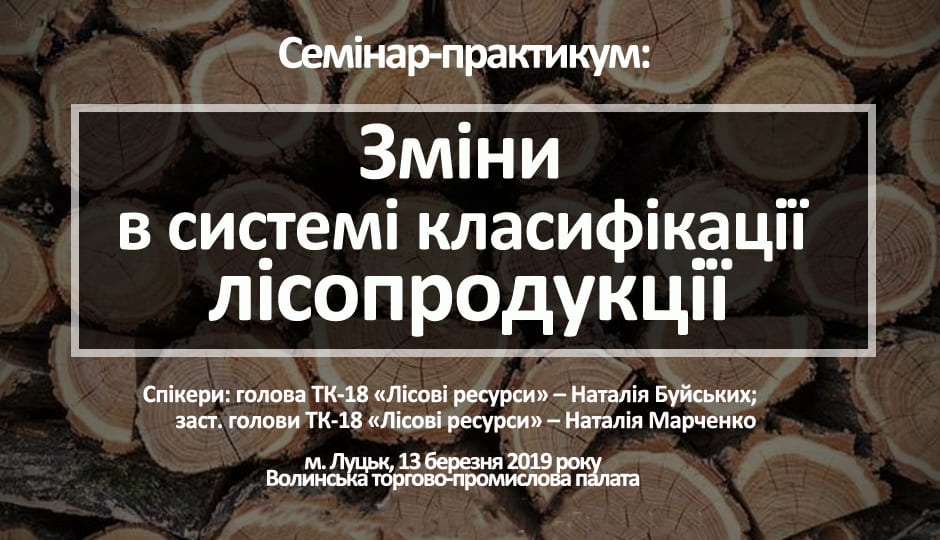 Семінар-практикум:
Зміни
в системі класифікації
лісопродукції
Спікери: голова ТК-18 «Лісові ресурси» – Наталія Буйських;
заст. голови ТК-18 «Лісові ресурси» – Наталія Марченко
м. Луцьк, 13 березня 2019 року
Волинська торгово-промислова палата